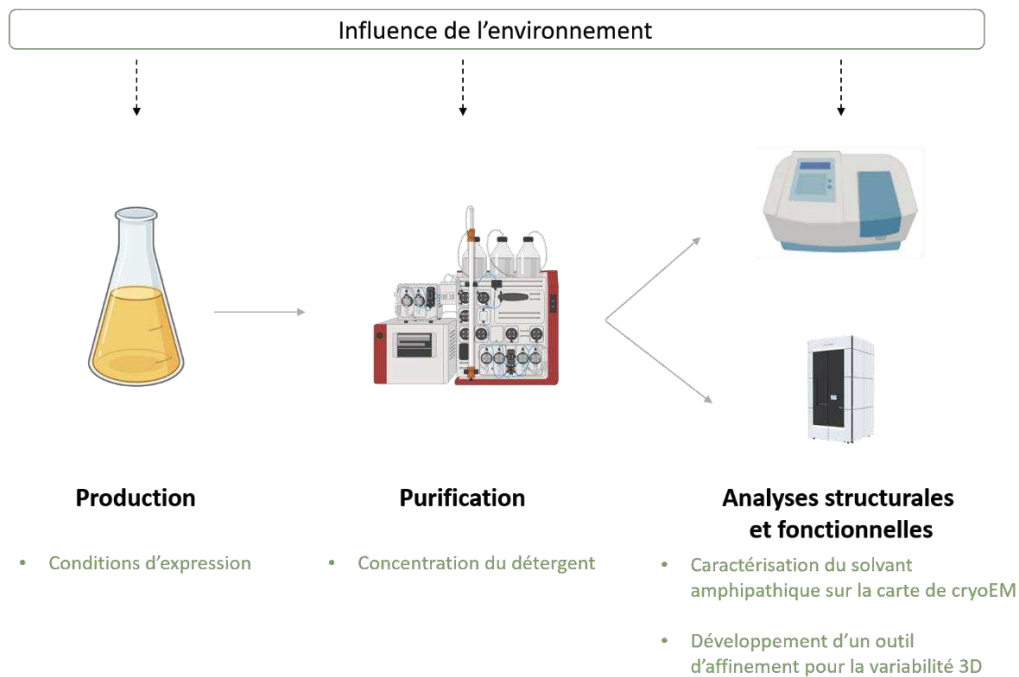 Influence de l'environnement
Production
• Conditions d'expression
Purification
• Concentration du détergent
Analyses structurales
et fonctionnelles
• Caractérisation du solvant
amphipathique sur la carte de cryoEM
• Développement d'un outil
d'affinement pour la variabilité 3D